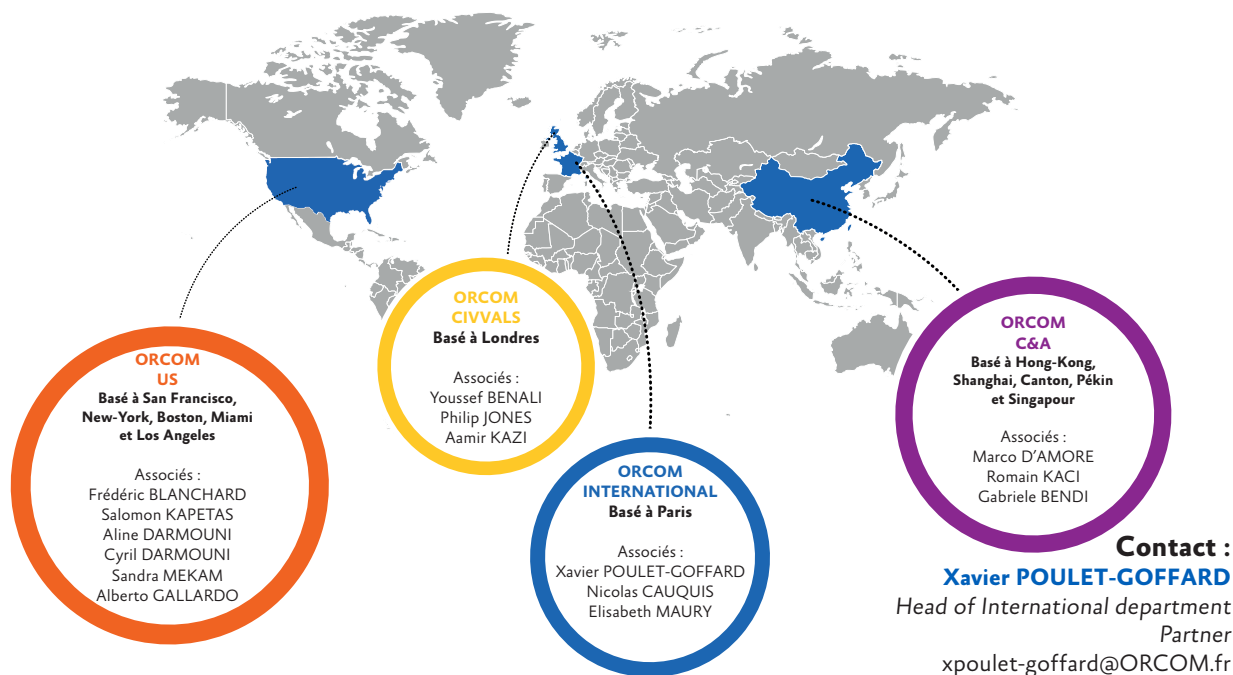 ORCOM
US
Basé à San Francisco,
New-York, Boston, Miami
et Los Angeles
Associés :
Frédéric BLANCHARD
Salomon KAPETAS
Aline DARMOUNI
Cyril DARMOUNI
Sandra MEKAM
Alberto GALLARDO
ORCOM
CIVVALS
Basé à Londres
Associés :
Youssef BENALI
Philip JONES
Aamir KAZI
ORCOM
INTERNATIONAL
Basé à Paris
Associés :
Xavier POULET-GOFFARD
Nicolas CAUQUIS
Elisabeth MAURY
ORCOM
C&A
Basé à Hong-Kong,
Shanghai, Canton, Pékin
et Singapour
Associés :
Marco D’AMORE
Romain KACI
Gabriele BENDI
Contact :
Xavier POULET-GOFFARD
Head of International department
Partner
xpoulet-goffard@ORCOM.fr